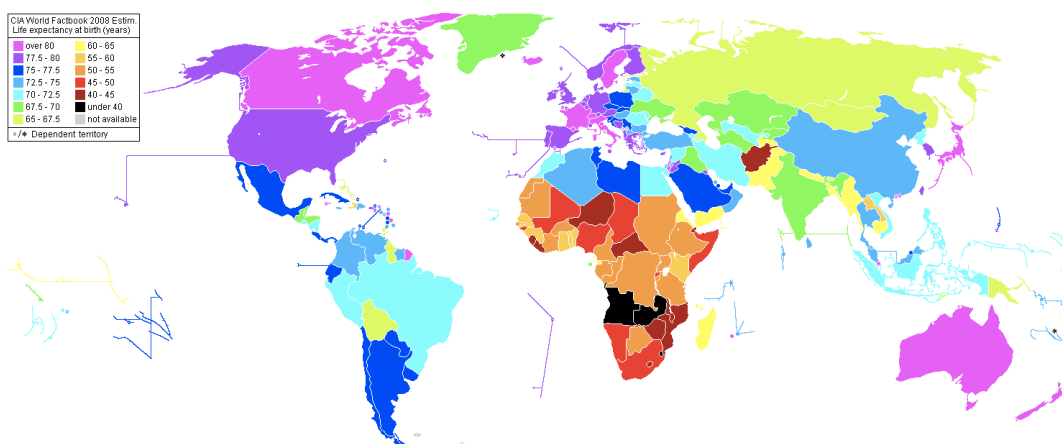 CIA World Factbook 2008 Estim.
Life expectancy at birth (years)
over 80
77.5 - 80
75 - 77.5
72.5 - 75
70 - 72.5
67.5 - 70
65 - 67.5
60 - 65
55 - 60
50 - 55
45 - 50
40 - 45
under 40
not available
∘/* Dependent territory